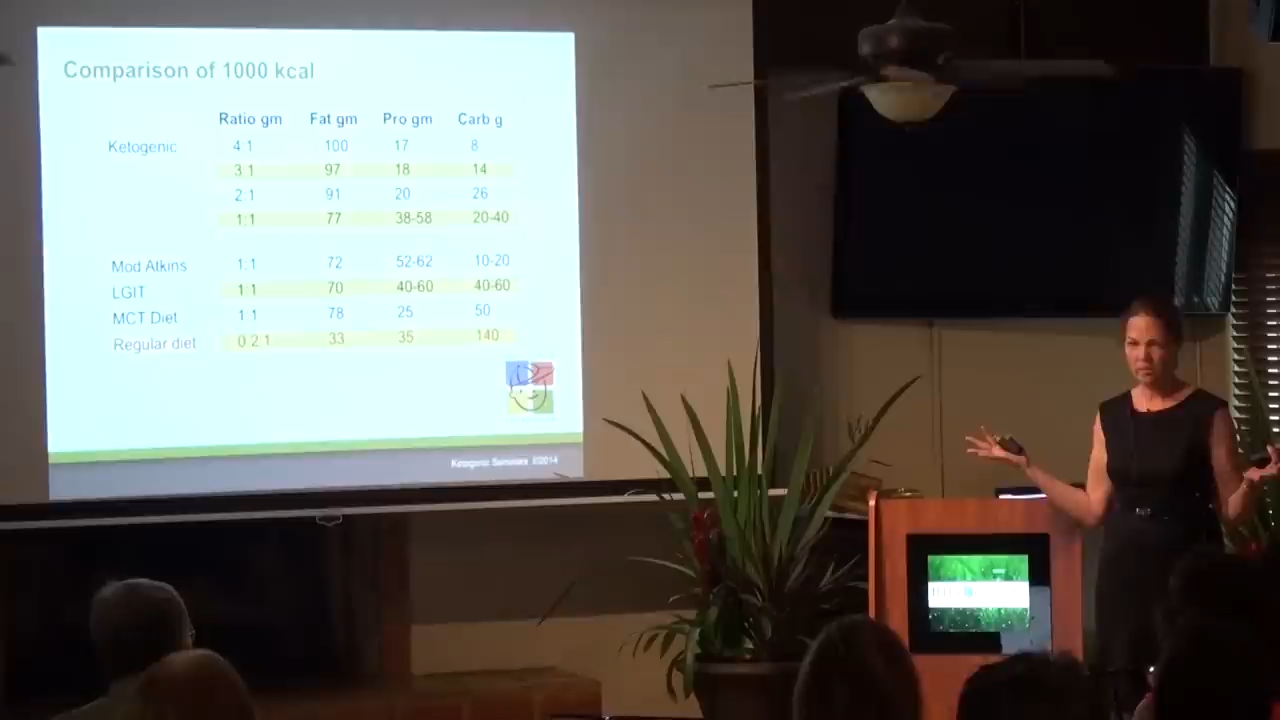 Comparison of 1000 kcal
Ratio gm Fat gm Pro gm Carb g
Ketogenic 4:1 100 17 8
3:1 97 18 14
2:1 91 20 26
1:1 77 38-58 20-40
Mod Atkins 1:1 72 52-62 10-20
LGIT 1:1 70 40-60 40-60
MCT Diet 1:1 78 25 50
Regular diet 0.2:1 33 35 140
Ketogenic Seminars ©2014